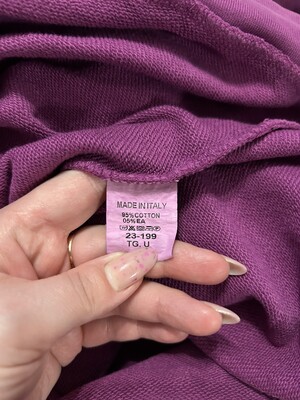 MADE IN ITALY
95%COTTON
05%EA
23-199
TG. U